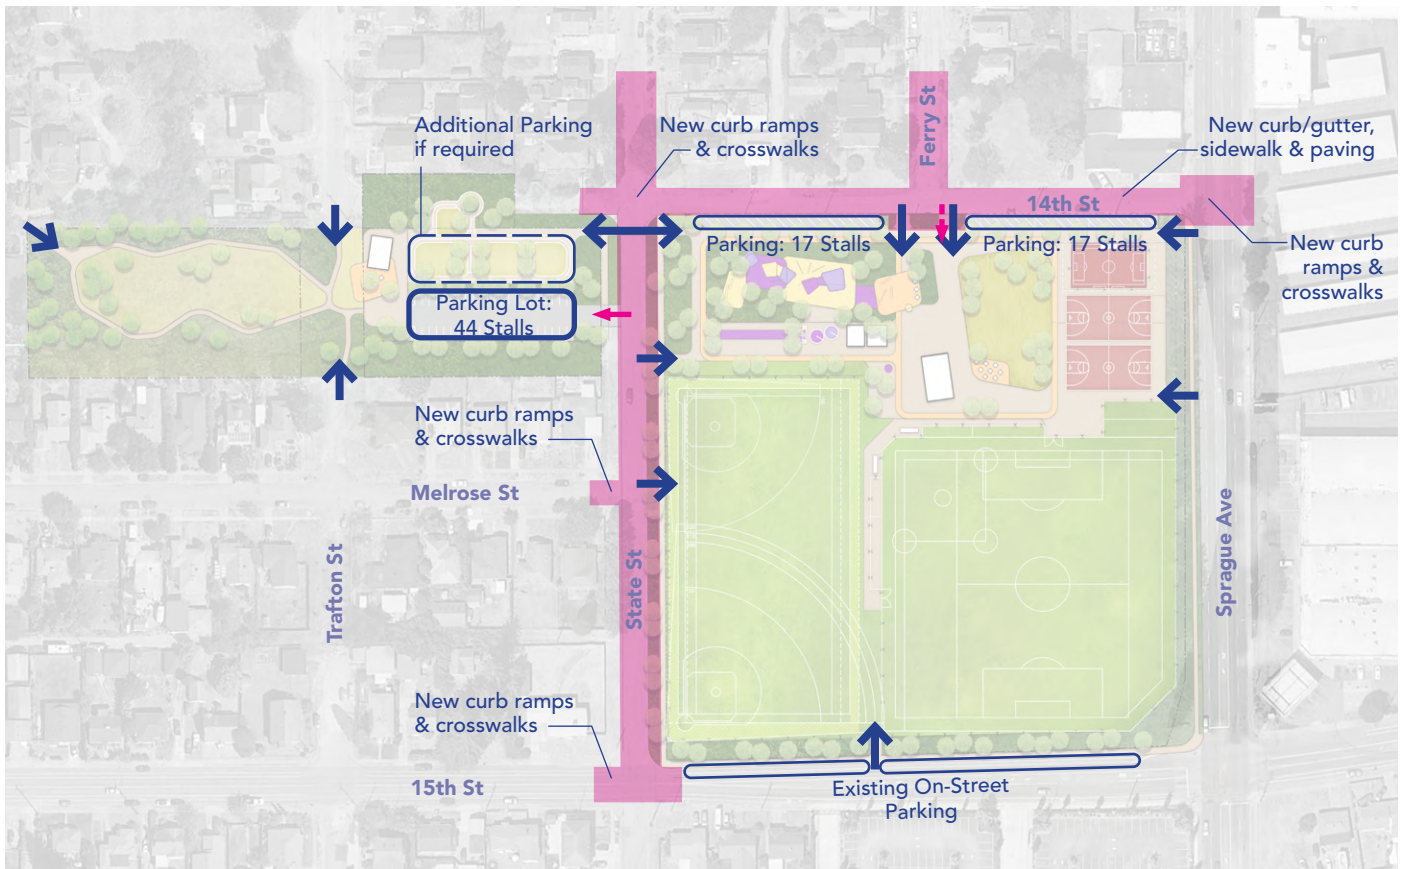 Ferry St
Additional Parking
if required
New curb ramps
& crosswalks
New curb/gutter,
sidewalk & paving
14th St
Parking: 17 Stalls
Parking: 17 Stalls
New curb
ramps &
crosswalks
Parking Lot:
44 Stalls
New curb ramps
& crosswalks
Melrose St
Trafton St
State St
Sprague Ave
New curb ramps
& crosswalks
15th St
Existing On-Street
Parking